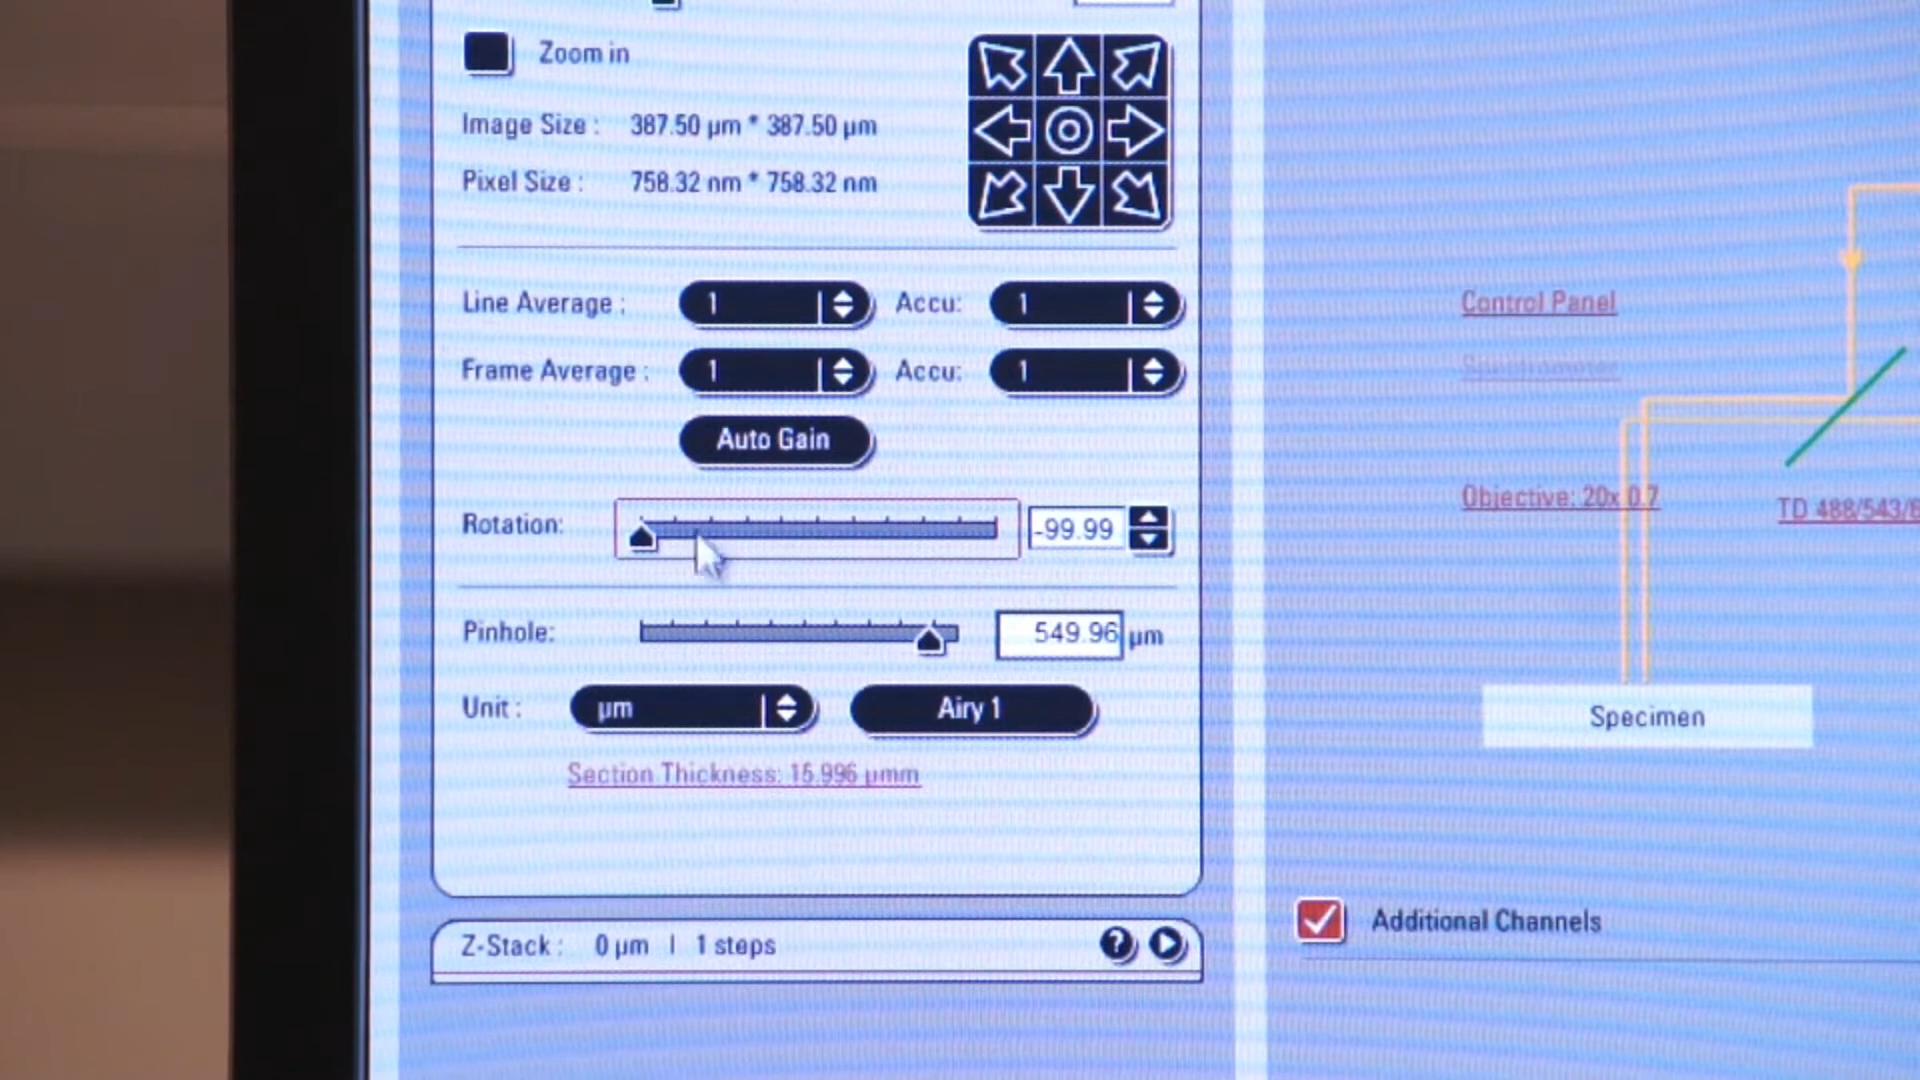 Zoom in
Image Size : 387.50 µm * 387.50 µm
Pixel Size : 758.32 nm * 758.32 nm
Line Average : 1 Accu: 1
Frame Average : 1 Accu: 1
Auto Gain
Rotation: -99.99
Pinhole: 549.96 µm
Unit : µm Airy 1
Section Thickness: 15.996 µmm
Z-Stack : 0 µm | 1 steps
?
Control Panel
Spectrometer
Objective: 20x 0.7
TD 488/543/
Specimen
Additional Channels